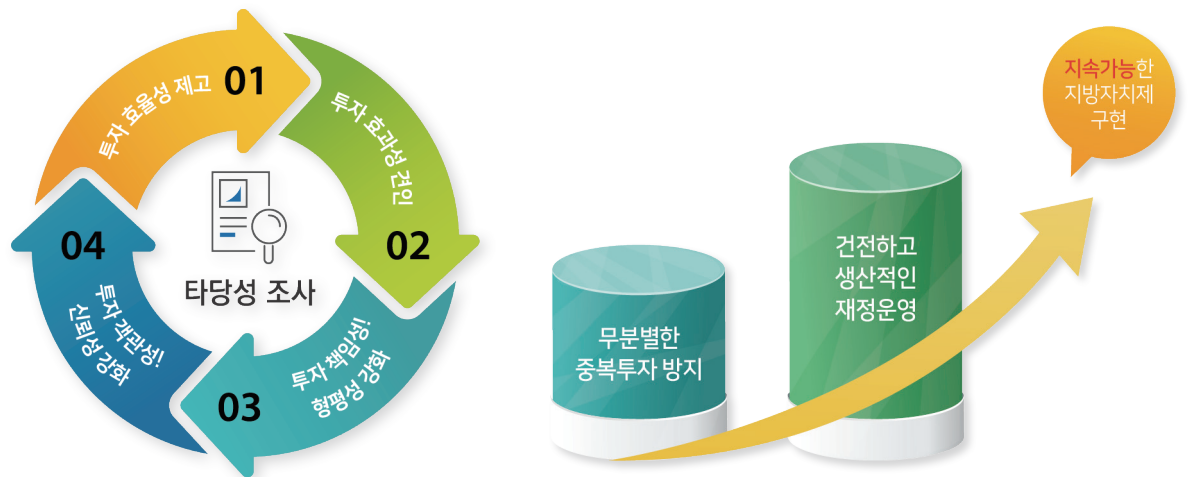 투자 효율성 제고 01
투자 효과성 견인
02
투자 책임성!
형평성 강화
03
04
투자 객관성!
신뢰성 강화
타당성 조사
무분별한
중복투자 방지
건전하고
생산적인
재정운영
지속가능한
지방자치제
구현